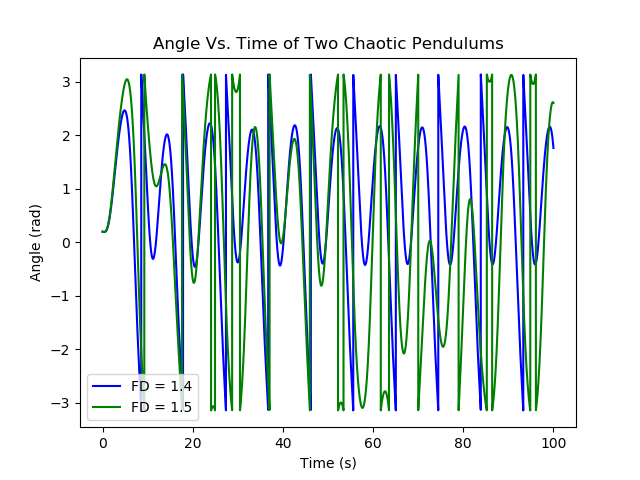 Angle Vs. Time of Two Chaotic Pendulums
3
2
1
0
−1
−2
−3
Angle (rad)
FD = 1.4
FD = 1.5
0 20 40 60 80 100
Time (s)